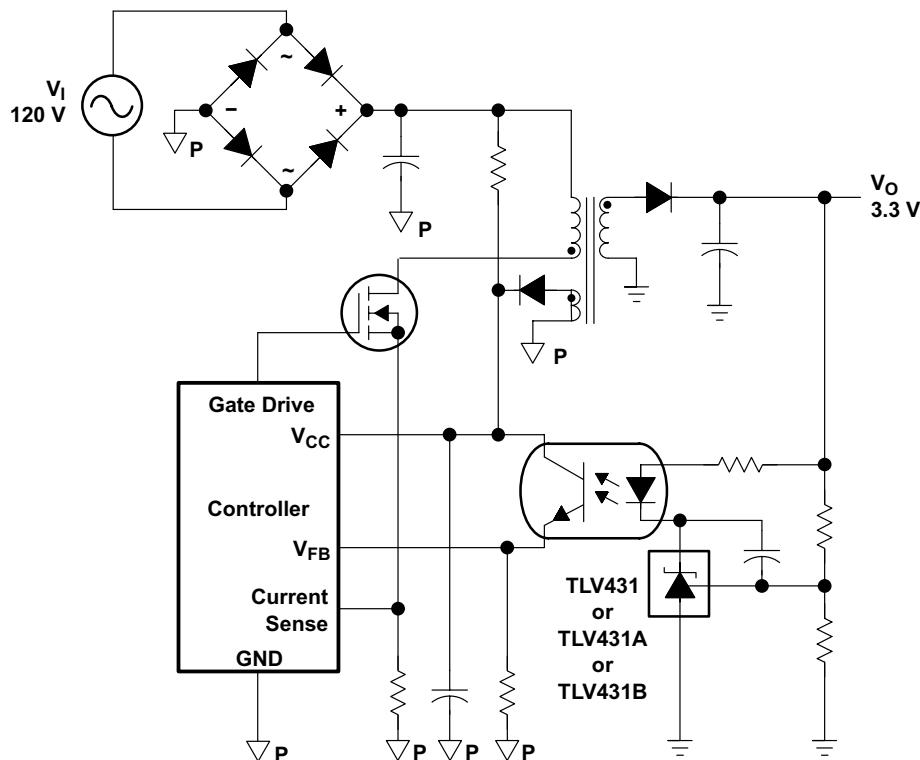 ~
V_I
120 V
–
+
P
~
P
V_O
3.3 V
P
Gate Drive
V_CC
Controller
V_FB
Current
Sense
GND
TLV431
or
TLV431A
or
TLV431B
P
P
P
P